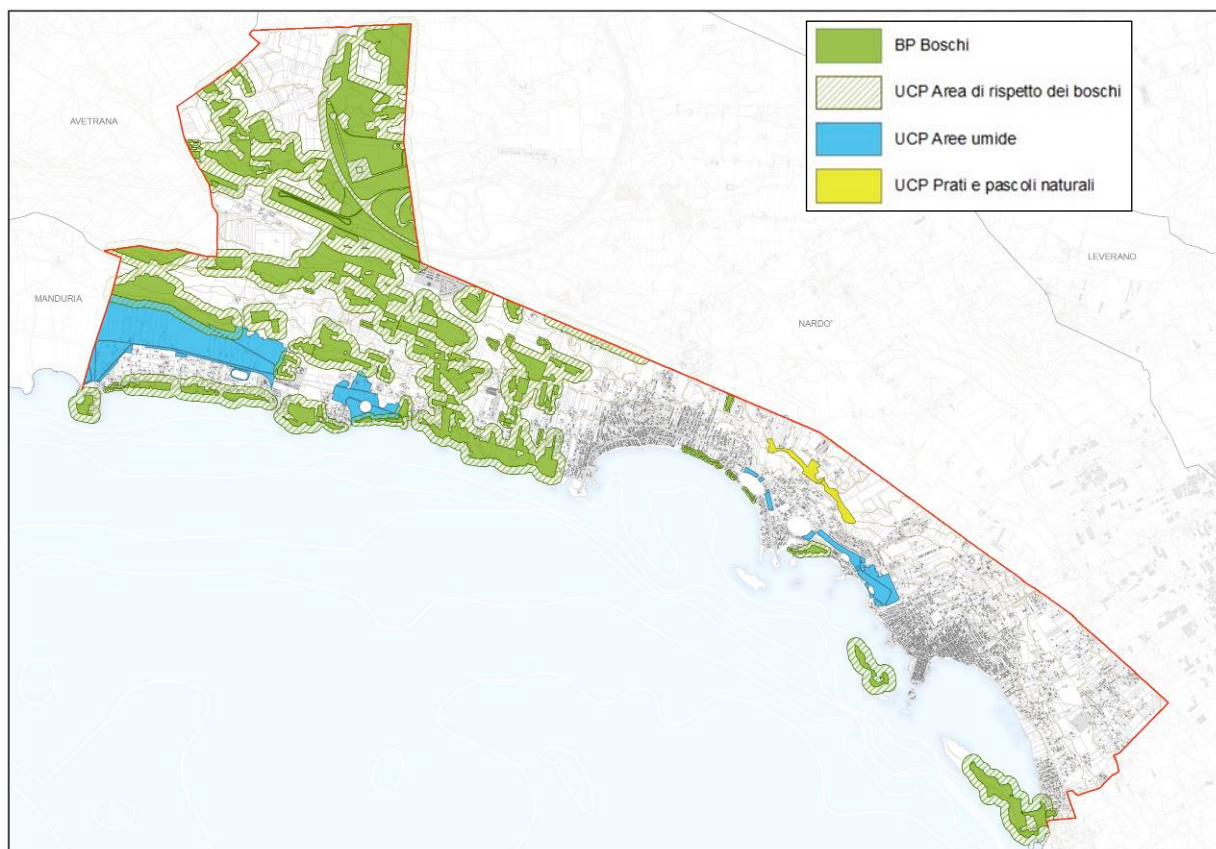 BP Boschi
UCP Area di rispetto dei boschi
UCP Aree umide
UCP Prati e pascoli naturali
AVETRANA
MANDURIA
LEVERANO
NARDO'